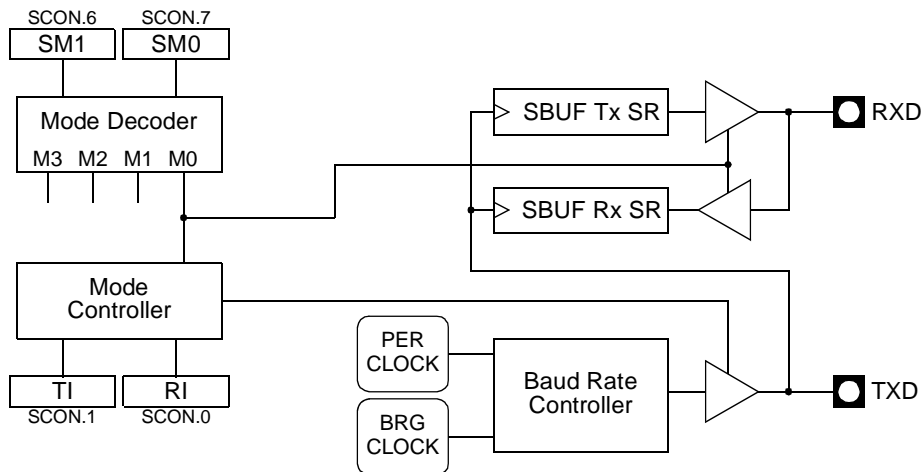 SCON.6 SCON.7
SM1 SM0
Mode Decoder
M3 M2 M1 M0
SBUF Tx SR
RXD
SBUF Rx SR
Mode
Controller
TI RI
SCON.1 SCON.0
PER
CLOCK
BRG
CLOCK
Baud Rate
Controller
TXD